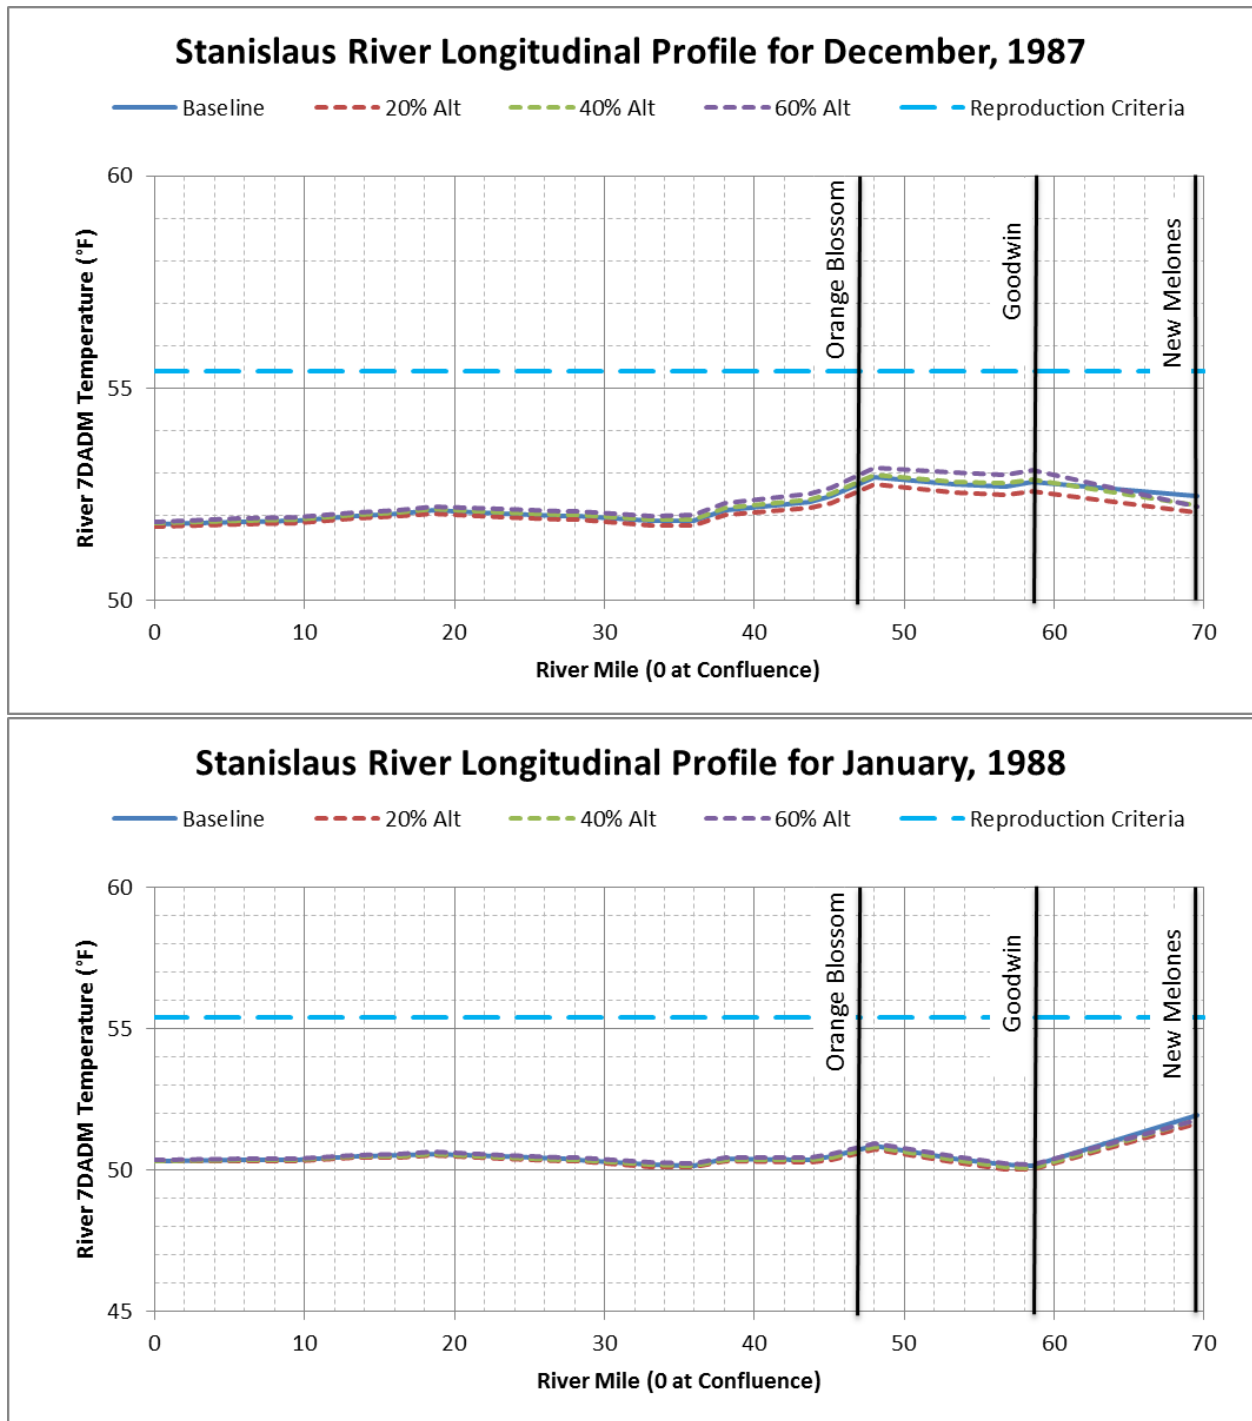 Stanislaus River Longitudinal Profile for December, 1987
Baseline 20% Alt 40% Alt 60% Alt Reproduction Criteria
River 7DADM Temperature (°F)
60
55
50
Orange Blossom
Goodwin
New Melones
0 10 20 30 40 50 60 70
River Mile (0 at Confluence)
Stanislaus River Longitudinal Profile for January, 1988
Baseline 20% Alt 40% Alt 60% Alt Reproduction Criteria
River 7DADM Temperature (°F)
60
55
50
45
Orange Blossom
Goodwin
New Melones
0 10 20 30 40 50 60 70
River Mile (0 at Confluence)